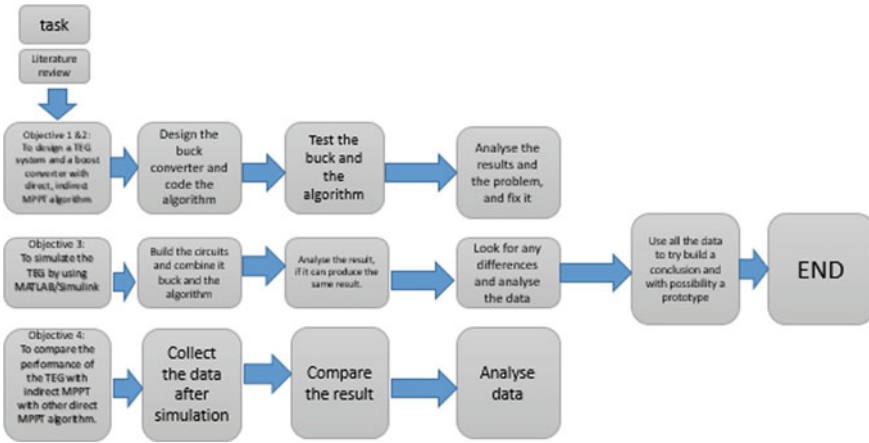 task
Literature
review
Objective 1 &2:
To design a TEG
system and a boost
converter with
direct, indirect
MPPT algorithm
Design the
buck
converter and
code the
algorithm
Test the
buck and
the
algorithm
Analyse the
results and
the problem,
and fix it
Objective 3:
To simulate the
TEG by using
MATLAB/Simulink
Build the circuits
and combine it
buck and the
algorithm
Analyse the result,
if it can produce the
same result.
Look for any
differences
and analyse
the data
Use all the data
to try build a
conclusion and
with possibility a
prototype
END
Objective 4:
To compare the
performance of
the TEG with
indirect MPPT
with other direct
MPPT algorithm.
Collect
the data
after
simulation
Compare
the result
Analyse
data